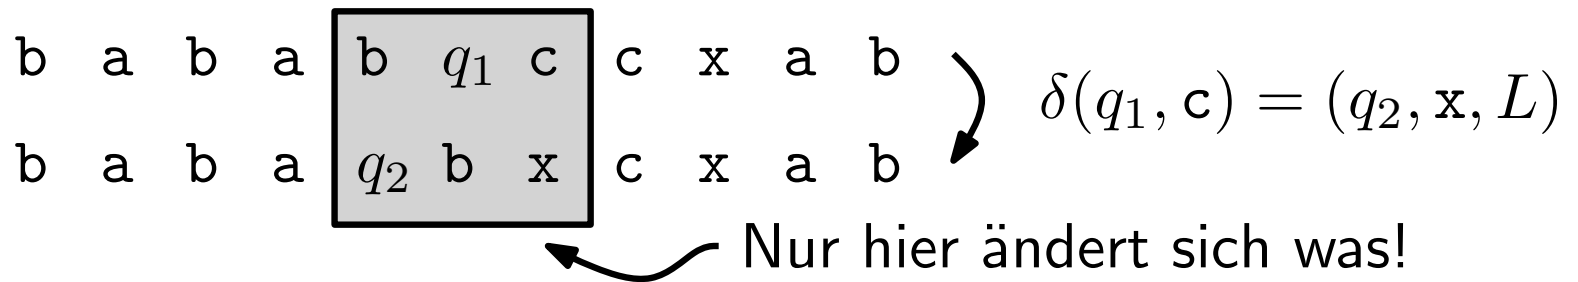 b a b a b q₁ c c x a b
δ(q₁, c) = (q₂, x, L)
b a b a q₂ b x c x a b
Nur hier ändert sich was!